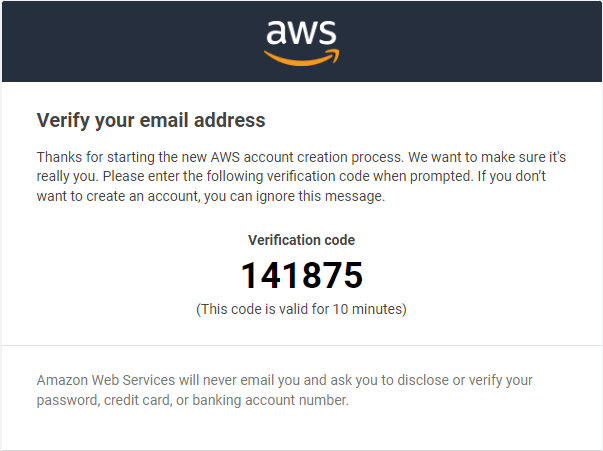 aws
Verify your email address
Thanks for starting the new AWS account creation process. We want to make sure it's
really you. Please enter the following verification code when prompted. If you don't
want to create an account, you can ignore this message.
Verification code
141875
(This code is valid for 10 minutes)
Amazon Web Services will never email you and ask you to disclose or verify your
password, credit card, or banking account number.